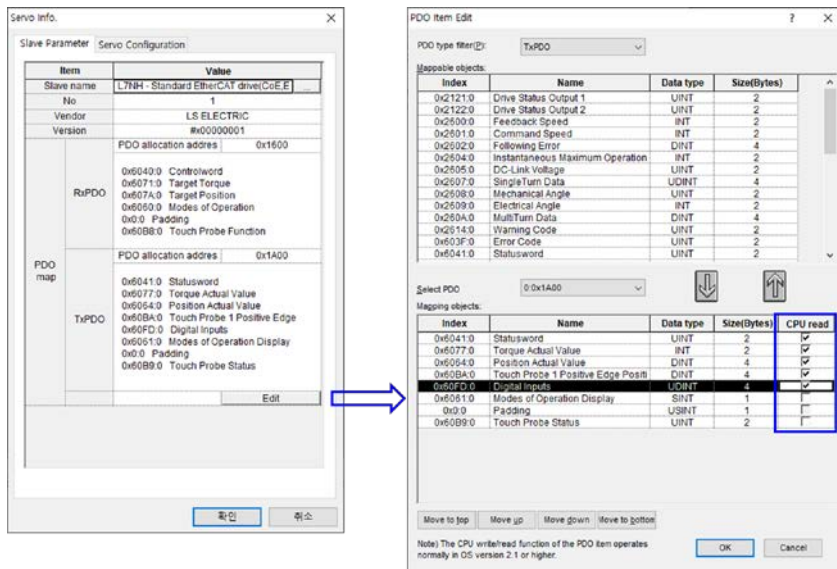 Servo Info.
Slave Parameter Servo Configuration
Item Value
Slave name L7NH - Standard EtherCAT drive(CoE,E ...
No 1
Vendor LS ELECTRIC
Version #x00000001
PDO map
RxPDO
PDO allocation addres 0x1600
0x6040:0 Controlword
0x6071:0 Target Torque
0x607A:0 Target Position
0x6060:0 Modes of Operation
0x0:0 Padding
0x60B8:0 Touch Probe Function
TxPDO
PDO allocation addres 0x1A00
0x6041:0 Statusword
0x6077:0 Torque Actual Value
0x6064:0 Position Actual Value
0x60BA:0 Touch Probe 1 Positive Edge
0x60FD:0 Digital Inputs
0x6061:0 Modes of Operation Display
0x0:0 Padding
0x60B9:0 Touch Probe Status
Edit
확인 취소
PDO Item Edit ?
PDO type filter(P): TxPDO
Mappable objects:
Index Name Data type Size(Bytes)
0x2121:0 Drive Status Output 1 UINT 2
0x2122:0 Drive Status Output 2 UINT 2
0x2600:0 Feedback Speed INT 2
0x2601:0 Command Speed INT 2
0x2602:0 Following Error DINT 4
0x2604:0 Instantaneous Maximum Operation INT 2
0x2605:0 DC-Link Voltage UINT 2
0x2607:0 SingleTurn Data UDINT 4
0x2608:0 Mechanical Angle UINT 2
0x2609:0 Electrical Angle INT 2
0x260A:0 MultiTurn Data DINT 4
0x2614:0 Warning Code UINT 2
0x603F:0 Error Code UINT 2
0x6041:0 Statusword UINT 2
Select PDO 0:0x1A00
Mapping objects:
Index Name Data type Size(Bytes) CPU read
0x6041:0 Statusword UINT 2
0x6077:0 Torque Actual Value INT 2
0x6064:0 Position Actual Value DINT 4
0x60BA:0 Touch Probe 1 Positive Edge Positi DINT 4
0x60FD:0 Digital Inputs UDINT 4
0x6061:0 Modes of Operation Display SINT 1
0x0:0 Padding USINT 1
0x60B9:0 Touch Probe Status UINT 2
Move to top Move up Move down Move to bottom
Note) The CPU write/read function of the PDO item operates
normally in OS version 2.1 or higher.
OK Cancel